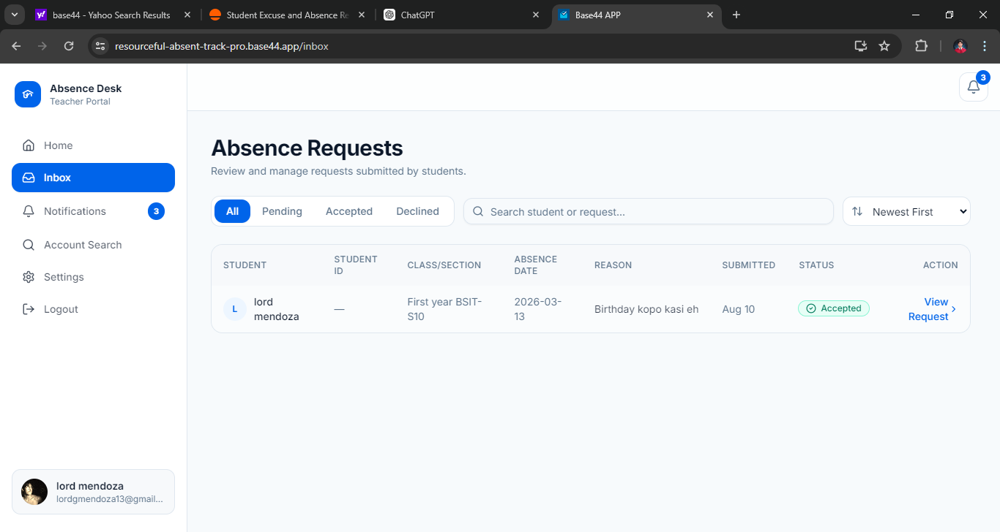 base44 - Yahoo Search Results
Student Excuse and Absence Re
ChatGPT
Base44 APP
resourceful-absent-track-pro.base44.app/inbox
Absence Desk
Teacher Portal
3
Home
Inbox
Notifications 3
Account Search
Settings
Logout
lord mendoza
lordgmendoza13@gmail...
Absence Requests
Review and manage requests submitted by students.
All Pending Accepted Declined
Search student or request...
Newest First
STUDENT STUDENT ID CLASS/SECTION ABSENCE DATE REASON SUBMITTED STATUS ACTION
L lord mendoza — First year BSIT-S10 2026-03-13 Birthday kopo kasi eh Aug 10 Accepted View Request